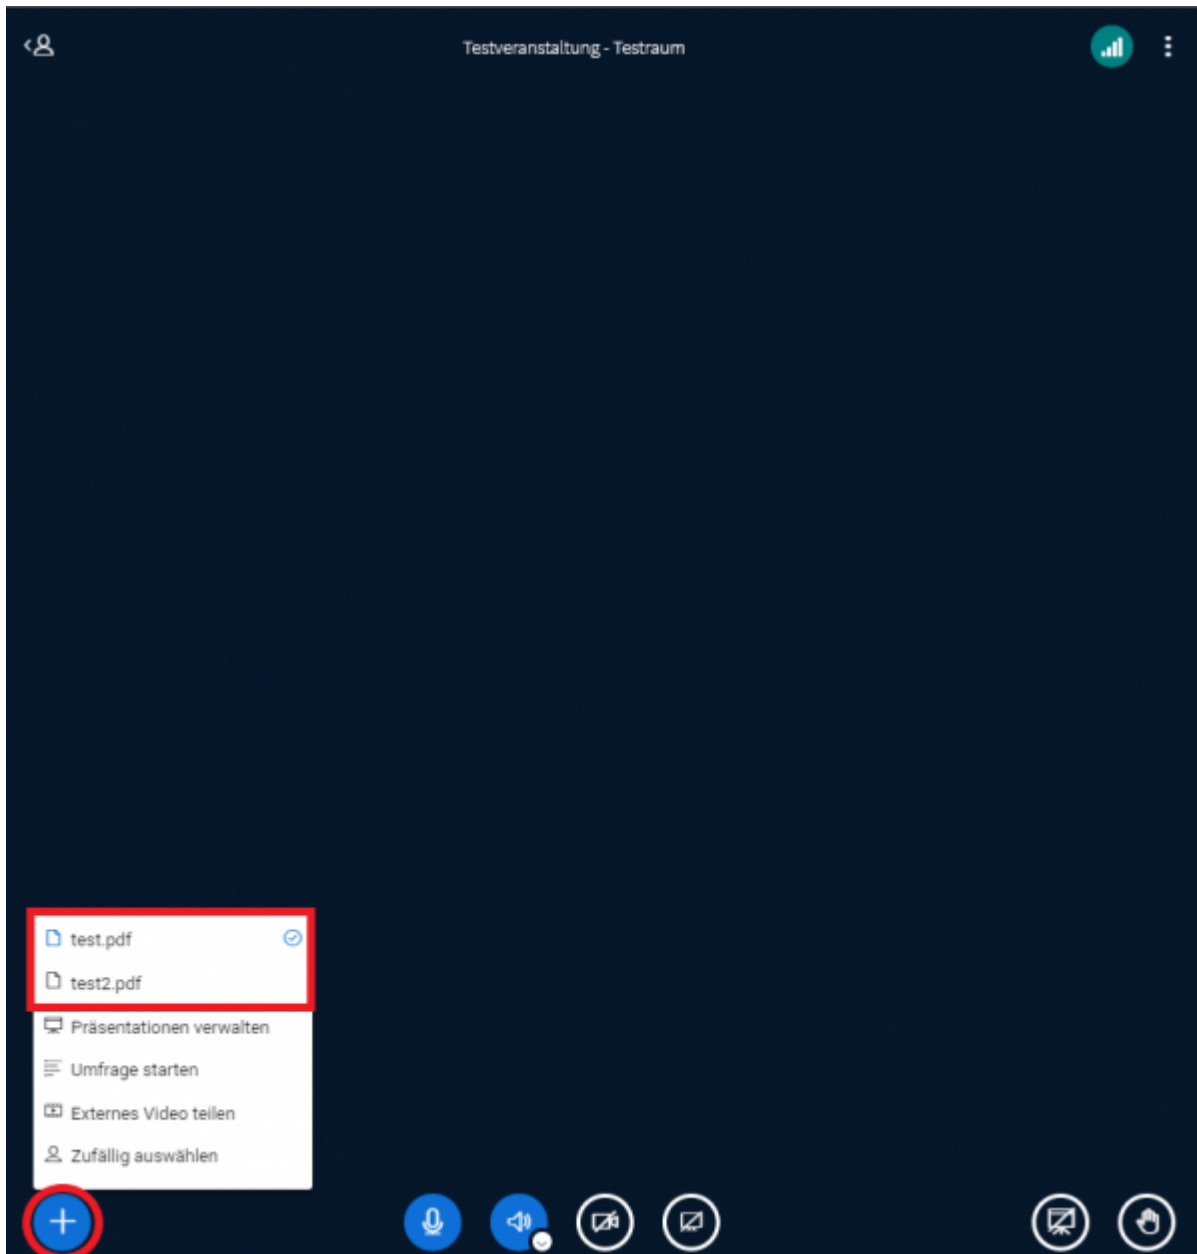 Testveranstaltung - Testraum
test.pdf
test2.pdf
Präsentationen verwalten
Umfrage starten
Externes Video teilen
Zufällig auswählen